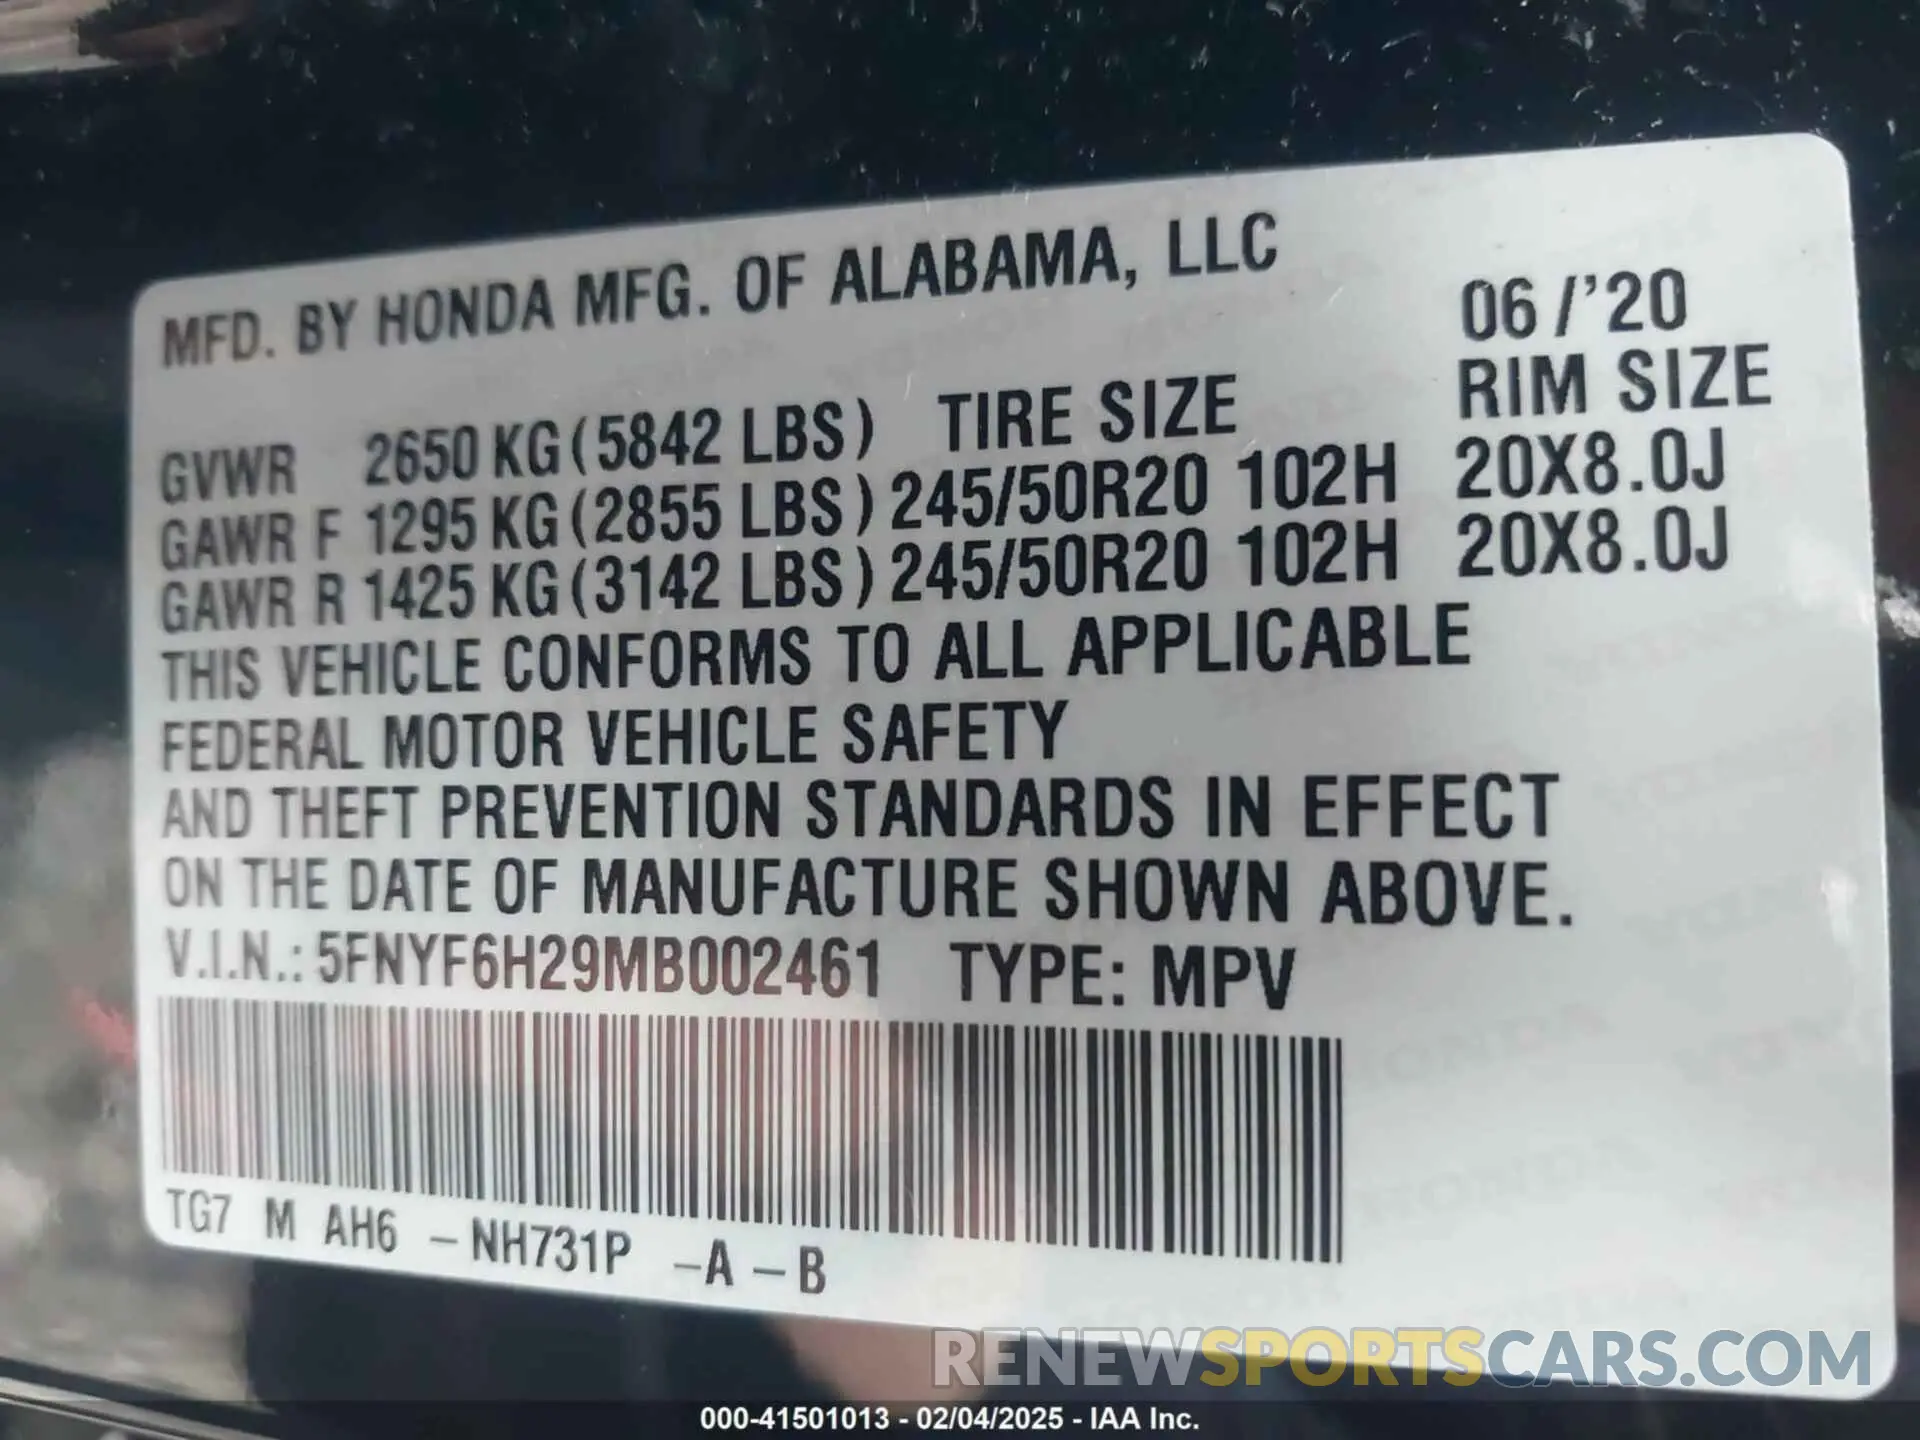 MFD. BY HONDA MFG. OF ALABAMA, LLC
06/'20
GVWR 2650 KG (5842 LBS) TIRE SIZE RIM SIZE
GAWR F 1295 KG (2855 LBS) 245/50R20 102H 20X8.0J
GAWR R 1425 KG (3142 LBS) 245/50R20 102H 20X8.0J
THIS VEHICLE CONFORMS TO ALL APPLICABLE
FEDERAL MOTOR VEHICLE SAFETY
AND THEFT PREVENTION STANDARDS IN EFFECT
ON THE DATE OF MANUFACTURE SHOWN ABOVE.
V.I.N.: 5FNYF6H29MB002461 TYPE: MPV
TG7 M AH6 – NH731P –A – B
RENEWSPORTSCARS.COM
000-41501013 - 02/04/2025 - IAA Inc.